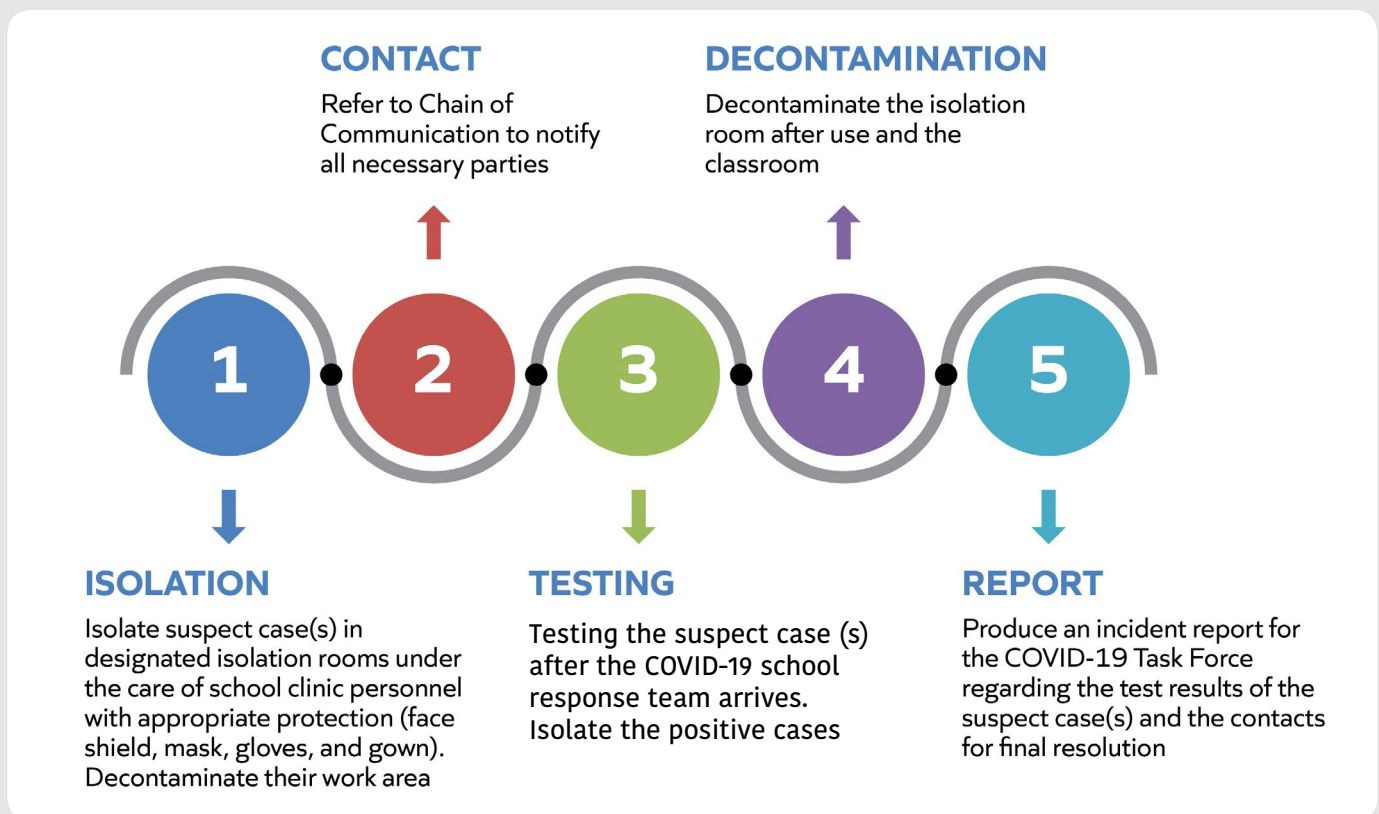 CONTACT
Refer to Chain of
Communication to notify
all necessary parties
DECONTAMINATION
Decontaminate the isolation
room after use and the
classroom
1
2
3
4
5
ISOLATION
Isolate suspect case(s) in
designated isolation rooms under
the care of school clinic personnel
with appropriate protection (face
shield, mask, gloves, and gown).
Decontaminate their work area
TESTING
Testing the suspect case (s)
after the COVID-19 school
response team arrives.
Isolate the positive cases
REPORT
Produce an incident report for
the COVID-19 Task Force
regarding the test results of the
suspect case(s) and the contacts
for final resolution